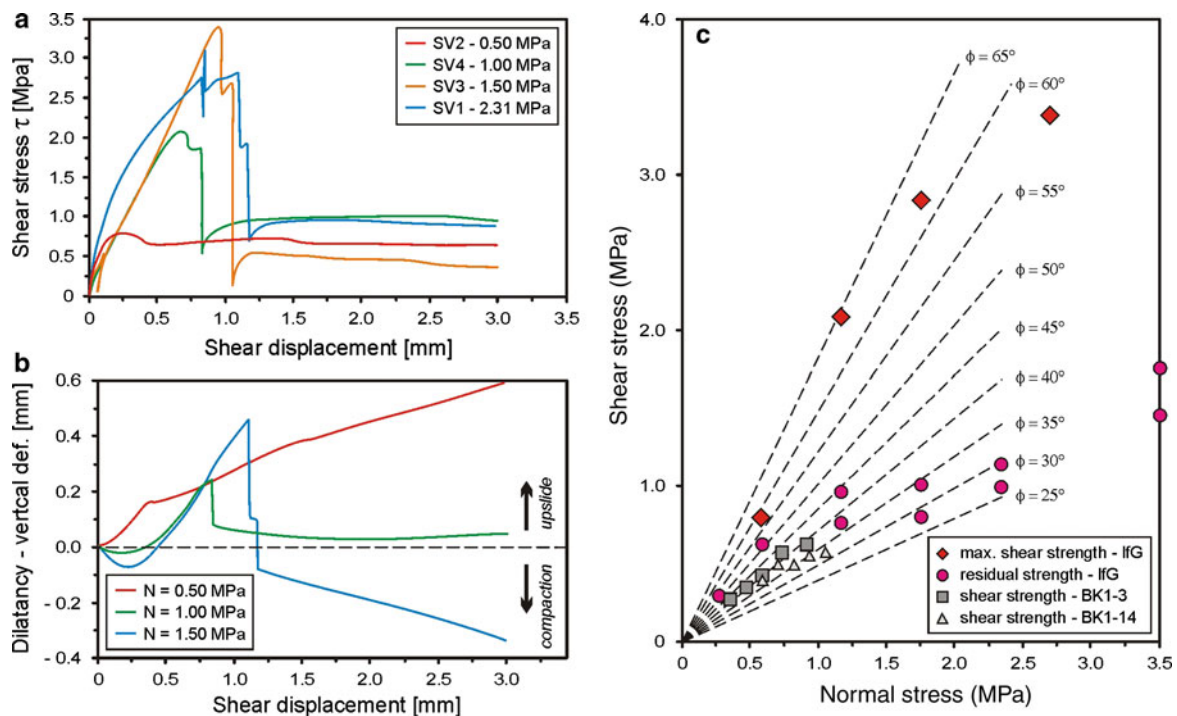 a
3.5
3.0
2.5
2.0
1.5
1.0
0.5
0
Shear stress τ [Mpa]
SV2 - 0.50 MPa
SV4 - 1.00 MPa
SV3 - 1.50 MPa
SV1 - 2.31 MPa
0 0.5 1.0 1.5 2.0 2.5 3.0 3.5
Shear displacement [mm]
b
0.6
0.4
0.2
0.0
- 0.2
- 0.4
Dilatancy - vertcal def. [mm]
upslide
compaction
N = 0.50 MPa
N = 1.00 MPa
N = 1.50 MPa
0 0.5 1.0 1.5 2.0 2.5 3.0 3.5
Shear displacement [mm]
c
4.0
3.0
2.0
1.0
0
Shear stress (MPa)
ϕ = 65°
ϕ = 60°
ϕ = 55°
ϕ = 50°
ϕ = 45°
ϕ = 40°
ϕ = 35°
ϕ = 30°
ϕ = 25°
max. shear strength - IfG
residual strength - IfG
shear strength - BK1-3
shear strength - BK1-14
0 0.5 1.0 1.5 2.0 2.5 3.0 3.5
Normal stress (MPa)